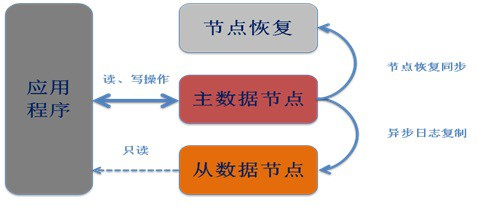 应用
程序
节点恢复
读、写操作
主数据节点
节点恢复同步
异步日志复制
只读
从数据节点